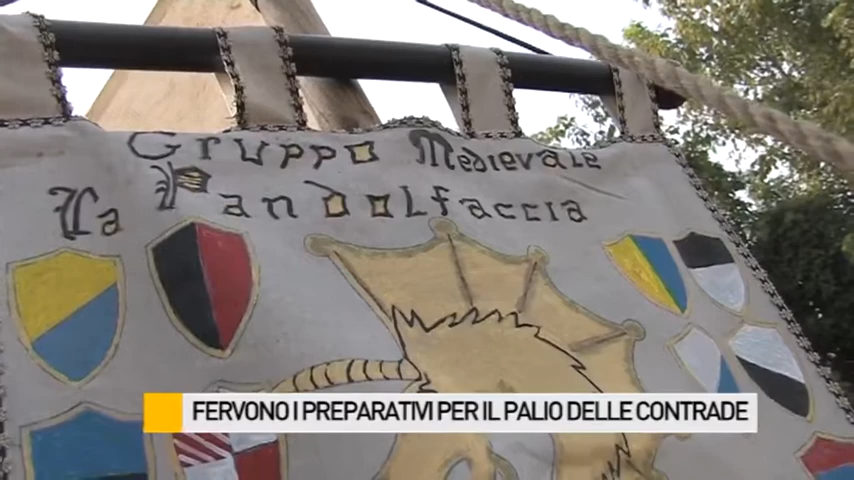 Gruppo Medievale
La Pandolfaccia
FERVONO I PREPARATIVI PER IL PALIO DELLE CONTRADE